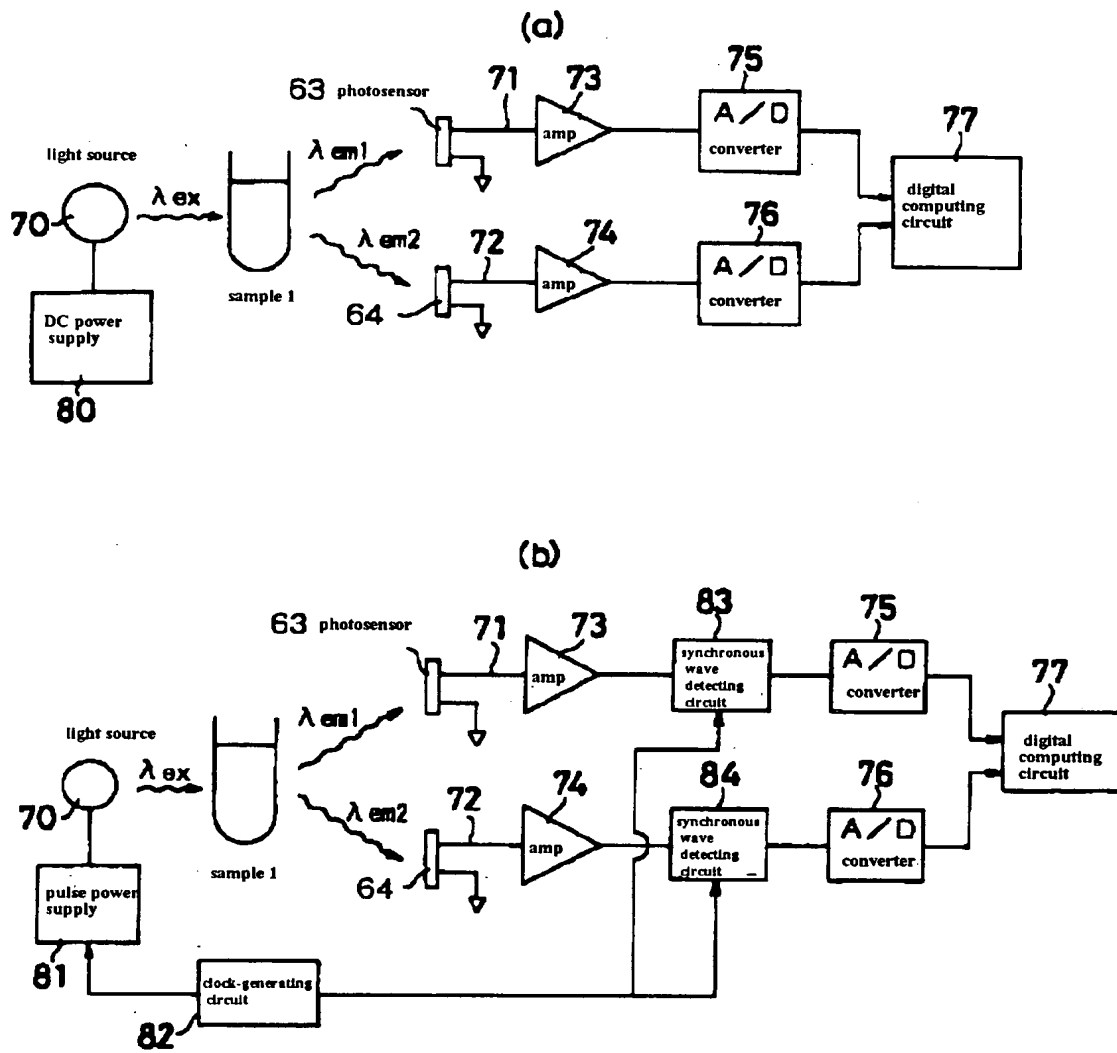 (a)
63 photosensor
71
73
75
amp
A/D
converter
77
light source
λ em1
λ ex
70
digital
computing
circuit
λ em2
72
74
76
amp
A/D
converter
sample 1
64
DC power
supply
80
(b)
63 photosensor
71
73
83
75
amp
synchronous
wave
detecting
circuit
A/D
converter
77
light source
λ em1
λ ex
70
digital
computing
circuit
λ em2
72
74
84
76
amp
synchronous
wave
detecting
circuit
A/D
converter
sample 1
64
pulse power
supply
81
clock-generating
circuit
82